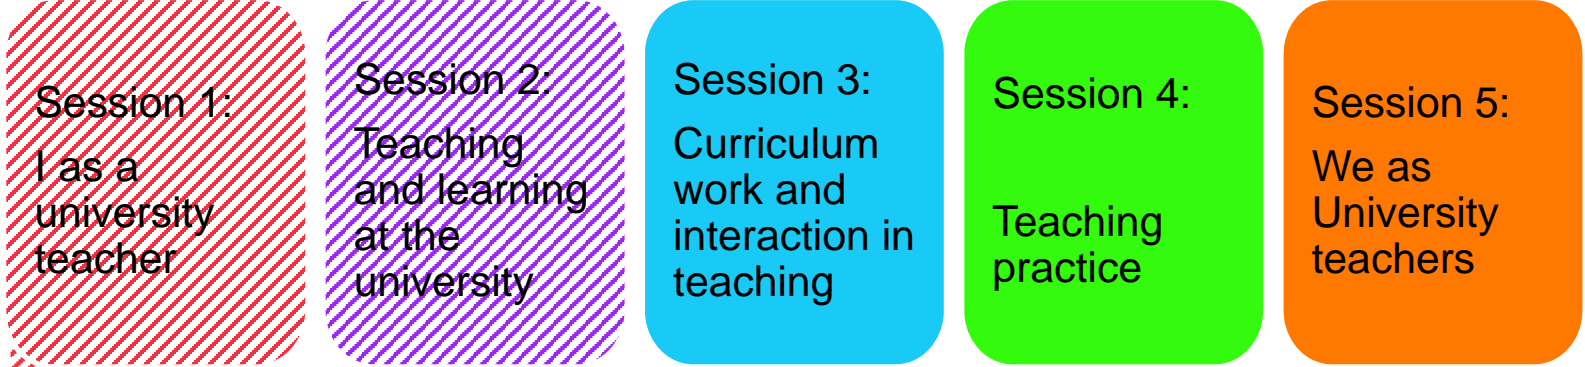 Session 1:
I as a
university
teacher
Session 2:
Teaching
and learning
at the
university
Session 3:
Curriculum
work and
interaction in
teaching
Session 4:
Teaching
practice
Session 5:
We as
University
teachers